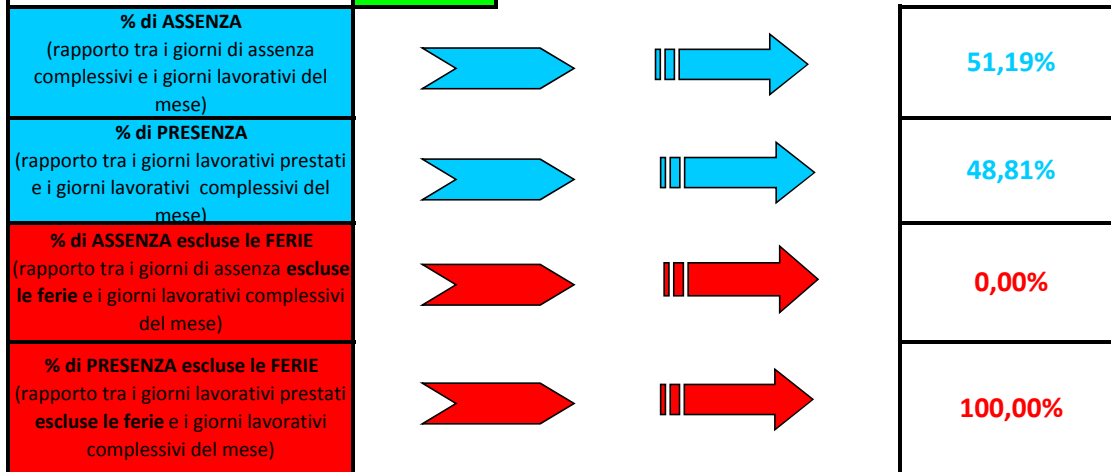 % di ASSENZA
(rapporto tra i giorni di assenza
complessivi e i giorni lavorativi del
mese)
51,19%
% di PRESENZA
(rapporto tra i giorni lavorativi prestati
e i giorni lavorativi complessivi del
mese)
48,81%
% di ASSENZA escluse le FERIE
(rapporto tra i giorni di assenza escluse
le ferie e i giorni lavorativi complessivi
del mese)
0,00%
% di PRESENZA escluse le FERIE
(rapporto tra i giorni lavorativi prestati
escluse le ferie e i giorni lavorativi
complessivi del mese)
100,00%